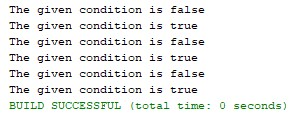 The given condition is false
The given condition is true
The given condition is false
The given condition is true
The given condition is false
The given condition is true
BUILD SUCCESSFUL (total time: 0 seconds)